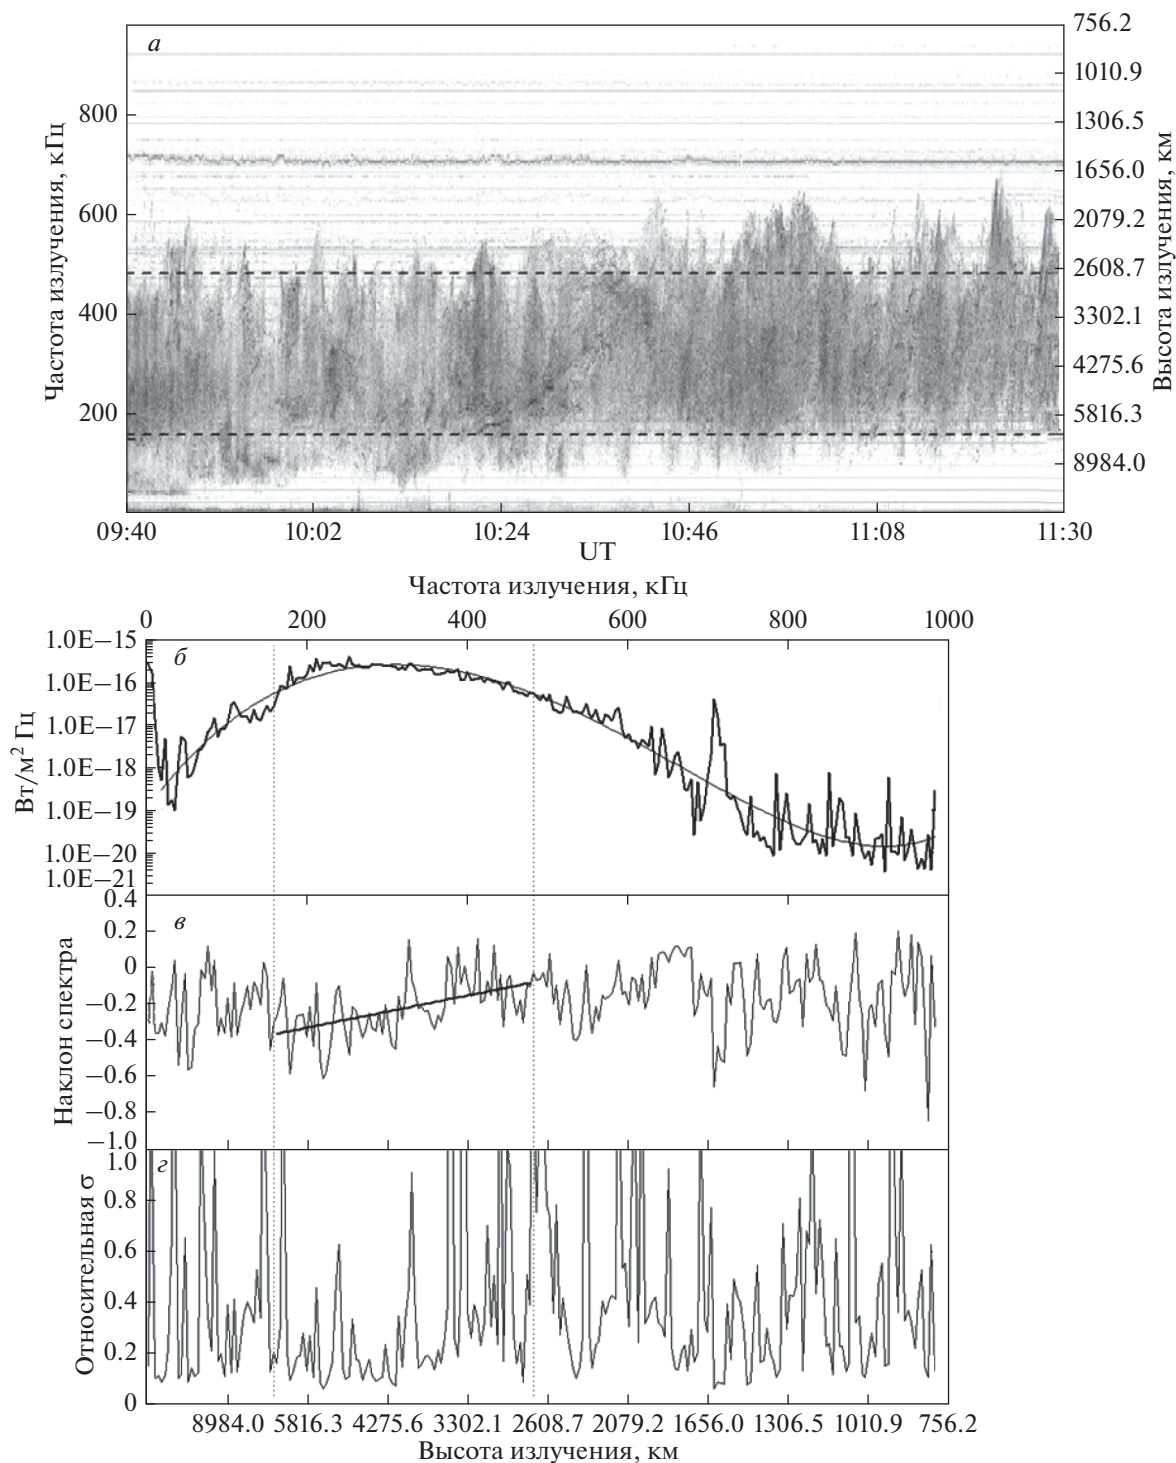 а
Частота излучения, кГц
800
600
400
200
756.2
1010.9
1306.5
1656.0
2079.2
2608.7
3302.1
4275.6
5816.3
8984.0
Высота излучения, км
09:40 10:02 10:24 10:46 11:08 11:30
UT
Частота излучения, кГц
0 200 400 600 800 1000
б
Вт/м² Гц
1.0E−15
1.0E−16
1.0E−17
1.0E−18
1.0E−19
1.0E−20
1.0E−21
в
Наклон спектра
0.4
0.2
0
−0.2
−0.4
−0.6
−0.8
−1.0
г
Относительная σ
1.0
0.8
0.6
0.4
0.2
0
8984.0 5816.3 4275.6 3302.1 2608.7 2079.2 1656.0 1306.5 1010.9 756.2
Высота излучения, км